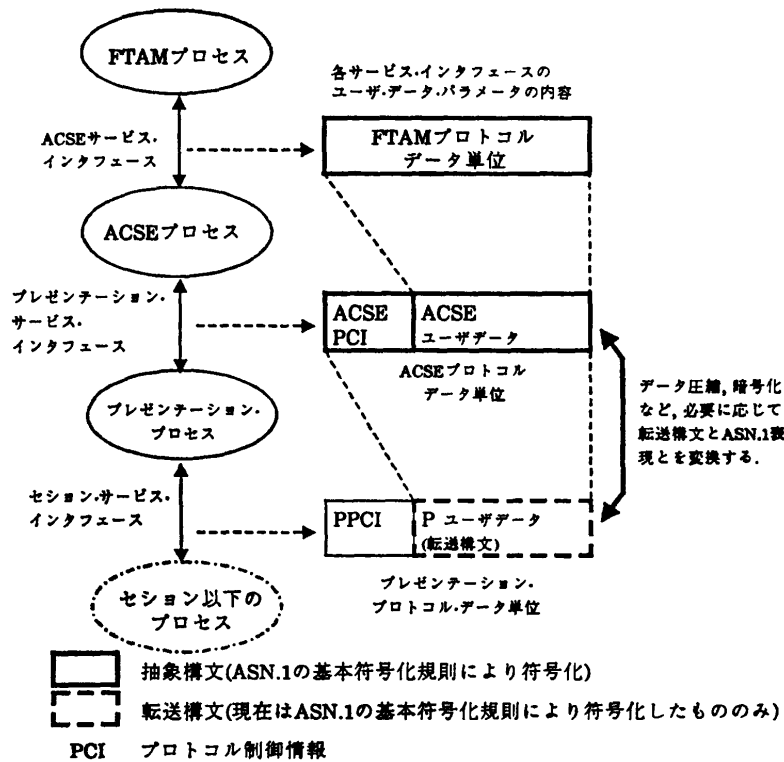 FTAMプロセス
各サービス・インタフェースの
ユーザ・データ・パラメータの内容
ACSEサービス・
インタフェース
FTAMプロトコル
データ単位
ACSEプロセス
プレゼンテーション・
サービス・
インタフェース
ACSE
PCI
ACSE
ユーザデータ
ACSEプロトコル
データ単位
データ圧縮, 暗号化
など, 必要に応じて
転送構文とASN.1表
現とを変換する.
プレゼンテーション・
プロセス
セション・サービス・
インタフェース
PPCI
P ユーザデータ
(転送構文)
プレゼンテーション・
プロトコル・データ単位
セション以下の
プロセス
抽象構文(ASN.1の基本符号化規則により符号化)
転送構文(現在はASN.1の基本符号化規則により符号化したもののみ)
PCI プロトコル制御情報